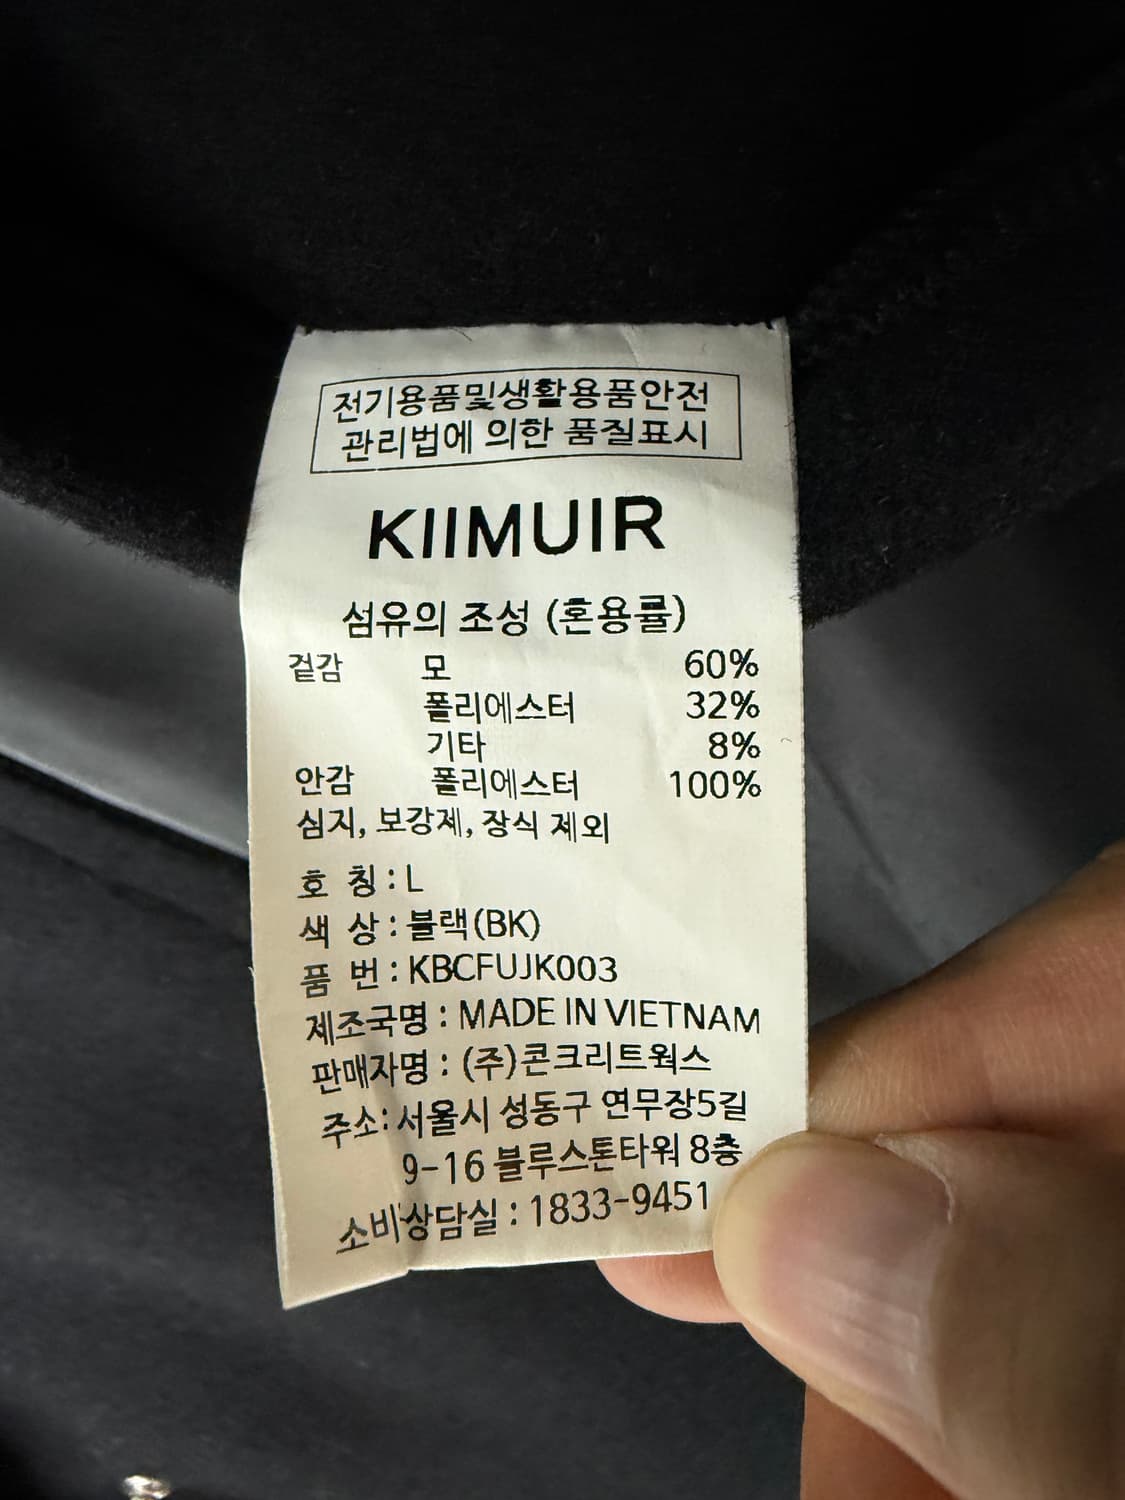 전기용품및생활용품안전
관리법에 의한 품질표시
KIIMUIR
섬유의 조성 (혼용률)
겉감 모 60%
폴리에스터 32%
기타 8%
안감 폴리에스터 100%
심지, 보강제, 장식 제외
호 칭 : L
색 상 : 블랙(BK)
품 번 : KBCFUJK003
제조국명 : MADE IN VIETNAM
판매자명 : (주)콘크리트웍스
주소: 서울시 성동구 연무장5길
9-16 블루스톤타워 8층
소비상담실 : 1833-9451